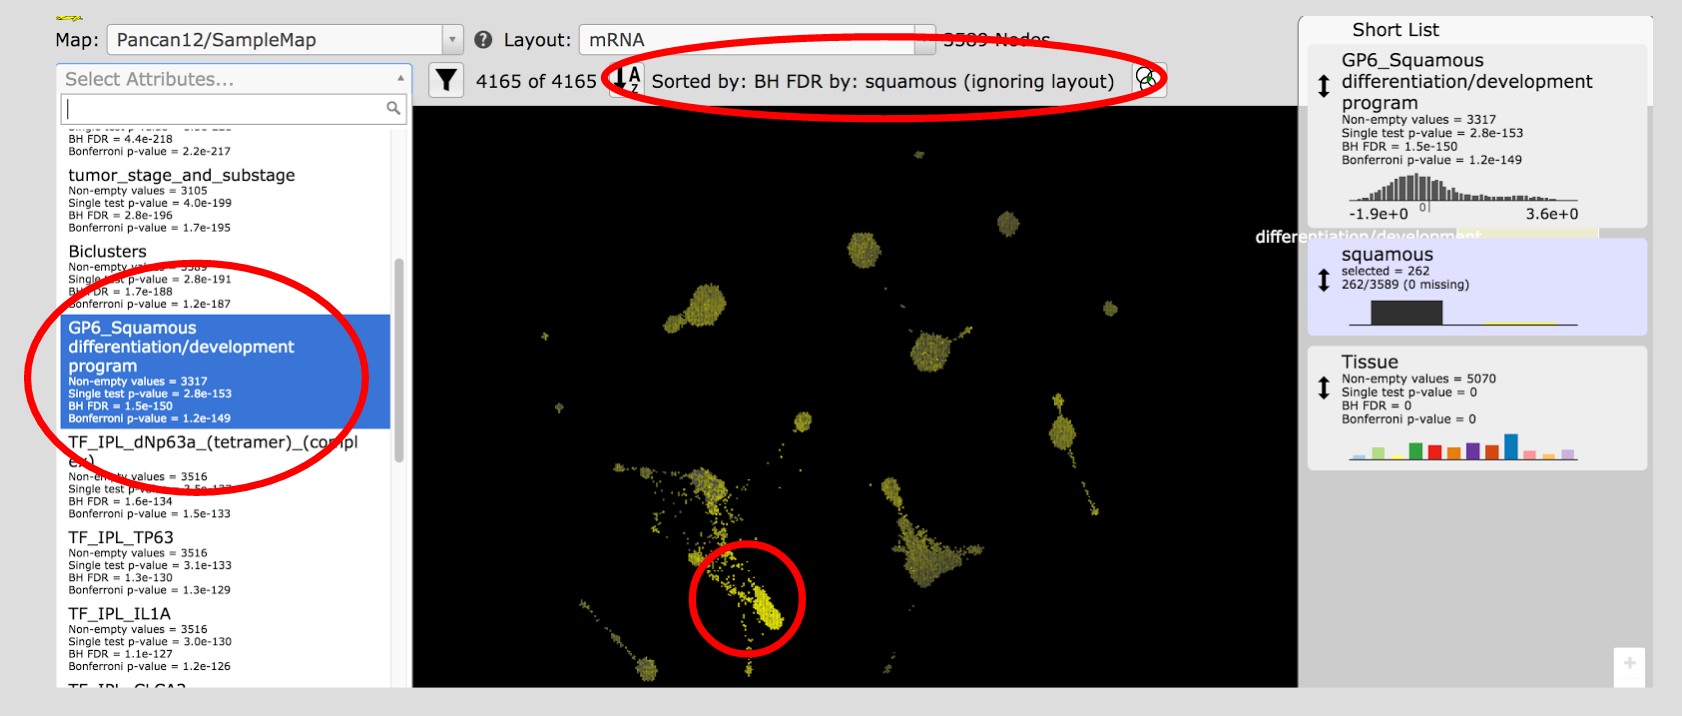 Map: Pancan12/SampleMap Layout: mRNA 3589 Nodes
Select Attributes...
4165 of 4165 Sorted by: BH FDR by: squamous (ignoring layout)
BH FDR = 4.4e-218
Bonferroni p-value = 2.2e-217
tumor_stage_and_substage
Non-empty values = 3105
Single test p-value = 4.0e-199
BH FDR = 2.8e-196
Bonferroni p-value = 1.7e-195
Biclusters
Non-empty values = 3589
Single test p-value = 2.8e-191
BH FDR = 1.7e-188
Bonferroni p-value = 1.2e-187
GP6_Squamous
differentiation/development
program
Non-empty values = 3317
Single test p-value = 2.8e-153
BH FDR = 1.5e-150
Bonferroni p-value = 1.2e-149
TF_IPL_dNp63a_(tetramer)_(compl
ex)
Non-empty values = 3516
Single test p-value =
BH FDR = 1.6e-134
Bonferroni p-value = 1.5e-133
TF_IPL_TP63
Non-empty values = 3516
Single test p-value = 3.1e-133
BH FDR = 1.3e-130
Bonferroni p-value = 1.3e-129
TF_IPL_IL1A
Non-empty values = 3516
Single test p-value = 3.0e-130
BH FDR = 1.1e-127
Bonferroni p-value = 1.2e-126
differentiation/development
Short List
GP6_Squamous
differentiation/development
program
Non-empty values = 3317
Single test p-value = 2.8e-153
BH FDR = 1.5e-150
Bonferroni p-value = 1.2e-149
-1.9e+0 0 3.6e+0
squamous
selected = 262
262/3589 (0 missing)
Tissue
Non-empty values = 5070
Single test p-value = 0
BH FDR = 0
Bonferroni p-value = 0